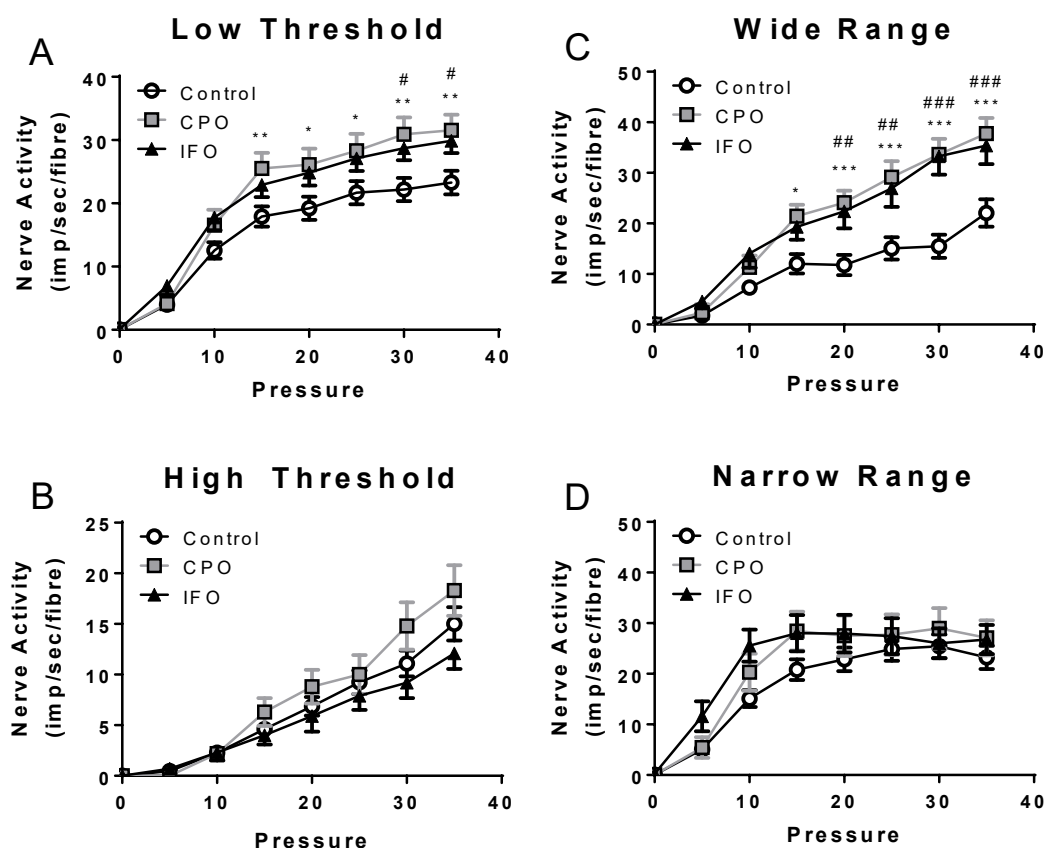 A
Low Threshold
Control
CPO
IFO
**
*
*
#
**
#
**
40
30
20
10
0
0 10 20 30 40
Nerve Activity
(imp/sec/fibre)
Pressure
C
Wide Range
Control
CPO
IFO
*
##
***
##
***
###
***
###
***
50
40
30
20
10
0
0 10 20 30 40
Nerve Activity
(imp/sec/fibre)
Pressure
B
High Threshold
Control
CPO
IFO
25
20
15
10
5
0
0 10 20 30 40
Nerve Activity
(imp/sec/fibre)
Pressure
D
Narrow Range
Control
CPO
IFO
50
40
30
20
10
0
0 10 20 30 40
Nerve Activity
(imp/sec/fibre)
Pressure